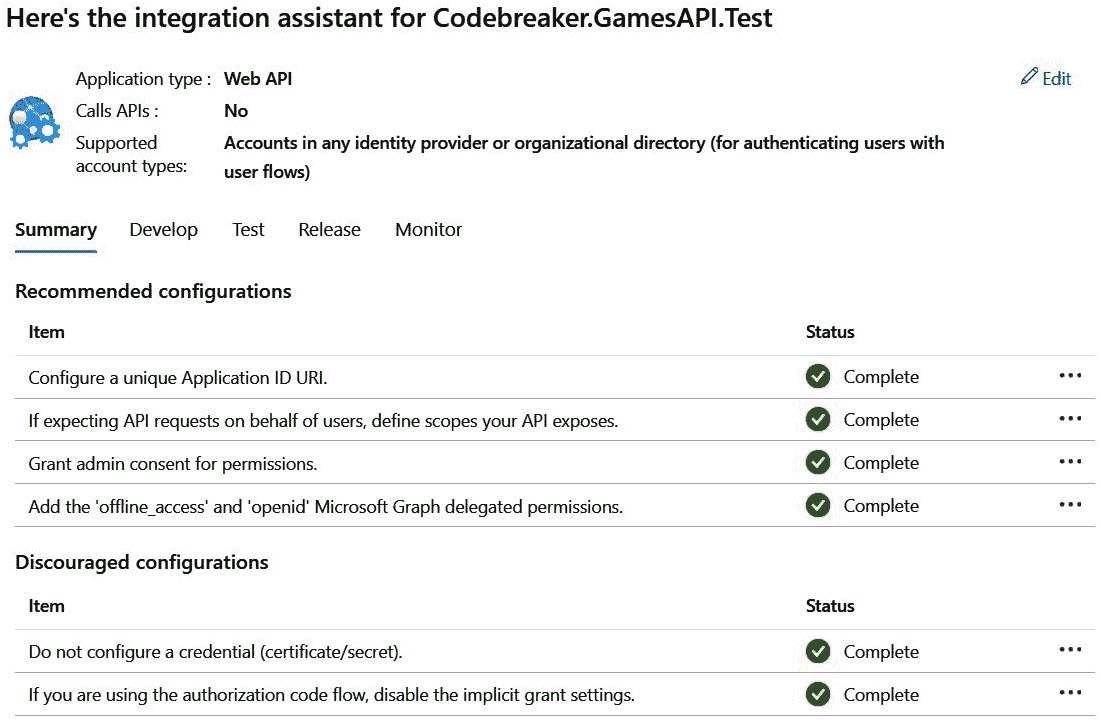 Here's the integration assistant for Codebreaker.GamesAPI.Test
Application type : Web API
Edit
Calls APIs : No
Supported account types: Accounts in any identity provider or organizational directory (for authenticating users with user flows)
Summary Develop Test Release Monitor
Recommended configurations
Item Status
Configure a unique Application ID URI. Complete
If expecting API requests on behalf of users, define scopes your API exposes. Complete
Grant admin consent for permissions. Complete
Add the 'offline_access' and 'openid' Microsoft Graph delegated permissions. Complete
Discouraged configurations
Item Status
Do not configure a credential (certificate/secret). Complete
If you are using the authorization code flow, disable the implicit grant settings. Complete